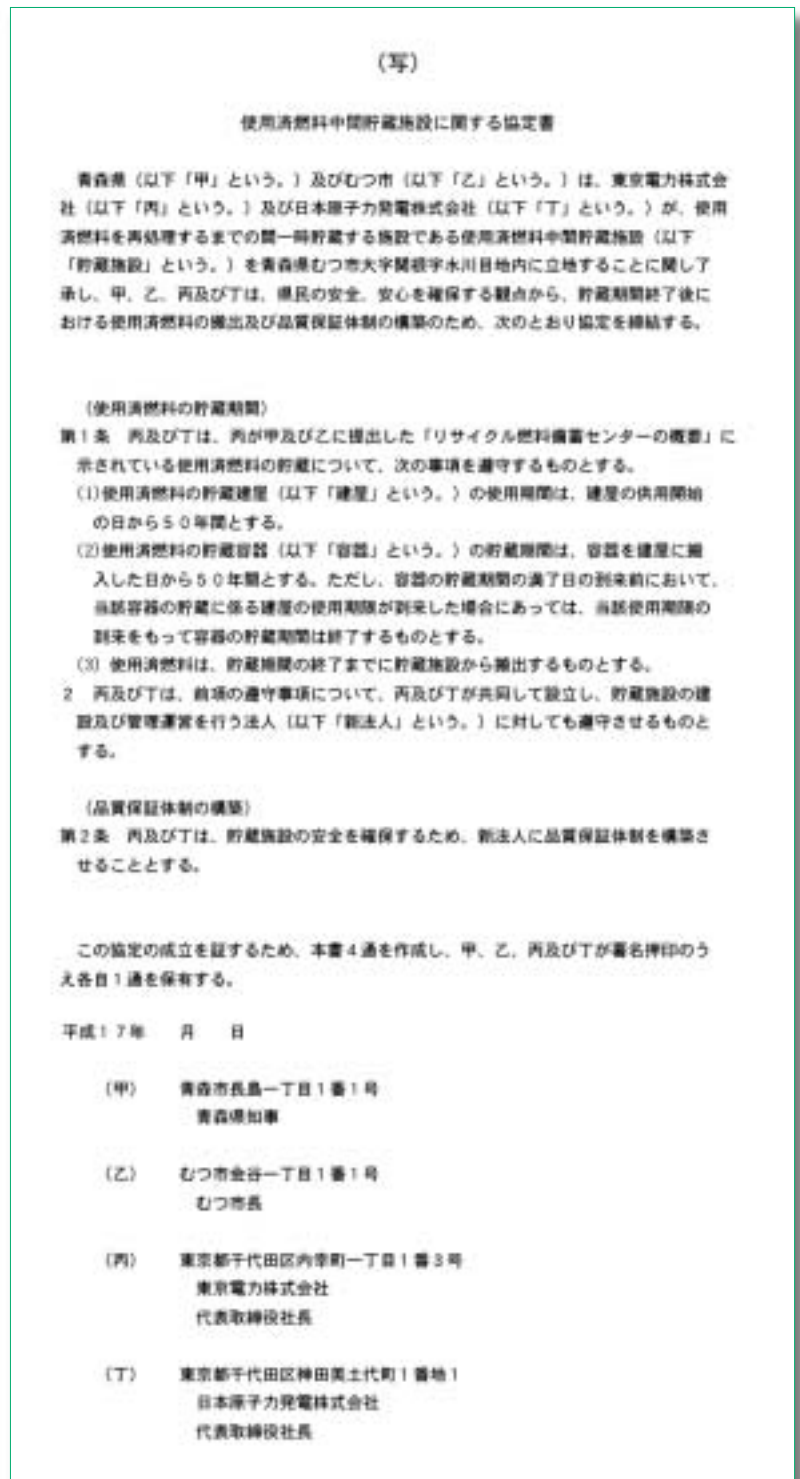 （写）
使用済燃料中間貯蔵施設に関する協定書
青森県（以下「甲」という。）及びむつ市（以下「乙」という。）は、東京電力株式会
社（以下「丙」という。）及び日本原子力発電株式会社（以下「丁」という。）が、使用
済燃料を再処理するまでの間一時貯蔵する施設である使用済燃料中間貯蔵施設（以下
「貯蔵施設」という。）を青森県むつ市大字関根字水川目地内に立地することに関し了
承し、甲、乙、丙及び丁は、県民の安全、安心を確保する観点から、貯蔵期間終了後に
おける使用済燃料の搬出及び品質保証体制の構築のため、次のとおり協定を締結する。
（使用済燃料の貯蔵期間）
第１条　丙及び丁は、丙が甲及び乙に提出した「リサイクル燃料備蓄センターの概要」に
示されている使用済燃料の貯蔵について、次の事項を遵守するものとする。
(1)使用済燃料の貯蔵建屋（以下「建屋」という。）の使用期間は、建屋の供用開始
の日から５０年間とする。
(2)使用済燃料の貯蔵容器（以下「容器」という。）の貯蔵期間は、容器を建屋に搬
入した日から５０年間とする。ただし、容器の貯蔵期間の満了日の到来前において、
当該容器の貯蔵に係る建屋の使用期限が到来した場合にあっては、当該使用期限の
到来をもって容器の貯蔵期間は終了するものとする。
(3) 使用済燃料は、貯蔵期間の終了までに貯蔵施設から搬出するものとする。
２　丙及び丁は、前項の遵守事項について、丙及び丁が共同して設立し、貯蔵施設の建
設及び管理運営を行う法人（以下「新法人」という。）に対しても遵守させるものと
する。
（品質保証体制の構築）
第２条　丙及び丁は、貯蔵施設の安全を確保するため、新法人に品質保証体制を構築さ
せることとする。
この協定の成立を証するため、本書４通を作成し、甲、乙、丙及び丁が署名押印のう
え各自１通を保有する。
平成１７年　　月　　日
（甲）　青森市長島一丁目１番１号
青森県知事
（乙）　むつ市金谷一丁目１番１号
むつ市長
（丙）　東京都千代田区内幸町一丁目１番３号
東京電力株式会社
代表取締役社長
（丁）　東京都千代田区神田美土代町１番地１
日本原子力発電株式会社
代表取締役社長